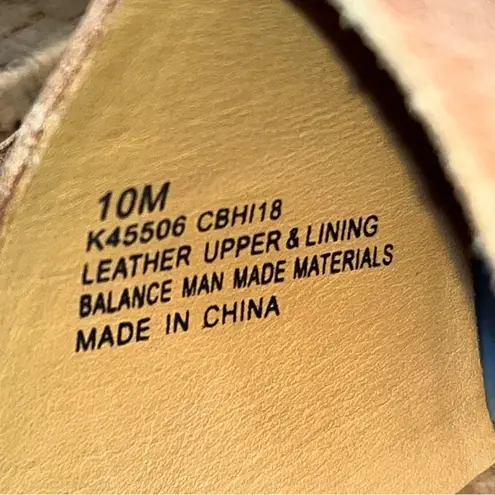 10M
K45506 CBHI18
LEATHER UPPER & LINING
BALANCE MAN MADE MATERIALS
MADE IN CHINA